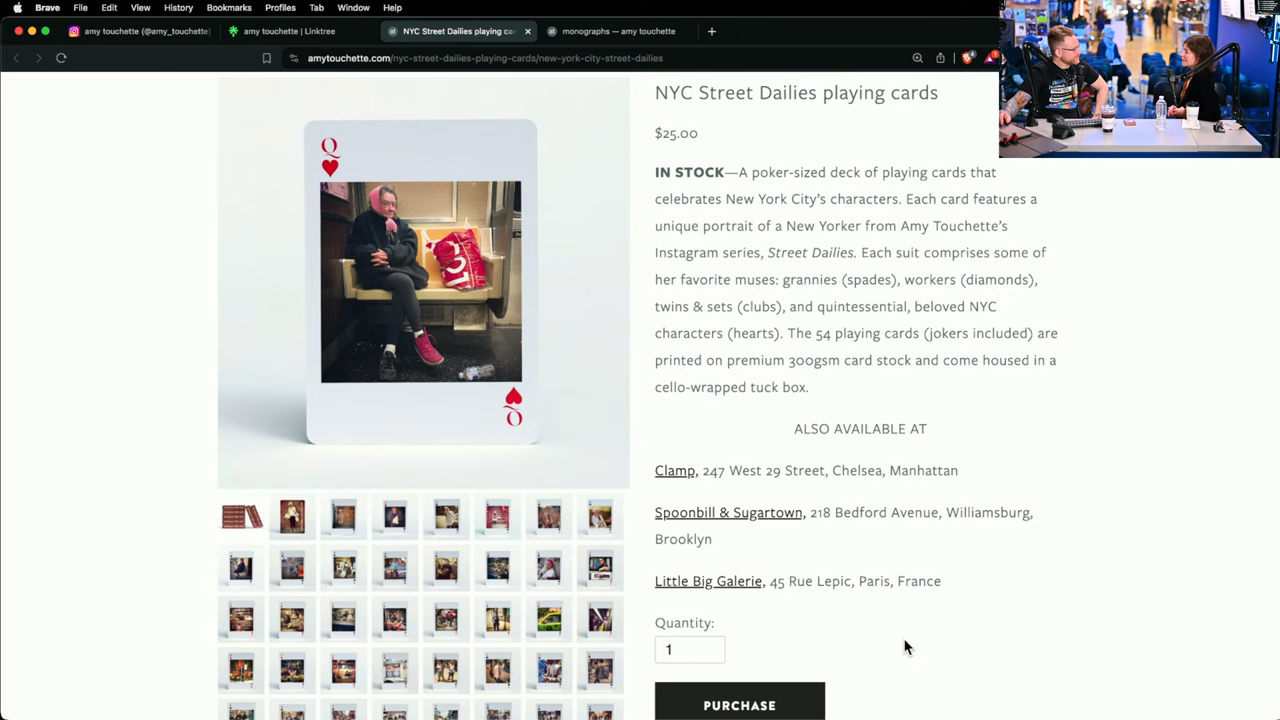 Brave File Edit View History Bookmarks Profiles Tab Window Help
amy touchette (@amy_touchette)
amy touchette | Linktree
NYC Street Dailies playing ca
monographs — amy touchette
amytouchette.com/nyc-street-dailies-playing-cards/new-york-city-street-dailies
NYC Street Dailies playing cards
$25.00
IN STOCK—A poker-sized deck of playing cards that
celebrates New York City’s characters. Each card features a
unique portrait of a New Yorker from Amy Touchette’s
Instagram series, Street Dailies. Each suit comprises some of
her favorite muses: grannies (spades), workers (diamonds),
twins & sets (clubs), and quintessential, beloved NYC
characters (hearts). The 54 playing cards (jokers included) are
printed on premium 300gsm card stock and come housed in a
cello-wrapped tuck box.
ALSO AVAILABLE AT
Clamp, 247 West 29 Street, Chelsea, Manhattan
Spoonbill & Sugartown, 218 Bedford Avenue, Williamsburg,
Brooklyn
Little Big Galerie, 45 Rue Lepic, Paris, France
Quantity:
1
PURCHASE
Q
Q